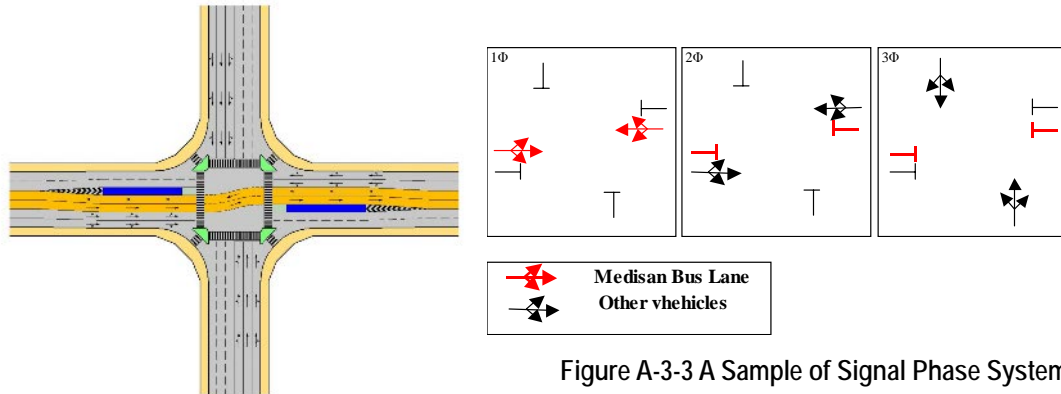 1Φ
2Φ
3Φ
Medisan Bus Lane
Other vhehicles
Figure A-3-3 A Sample of Signal Phase System